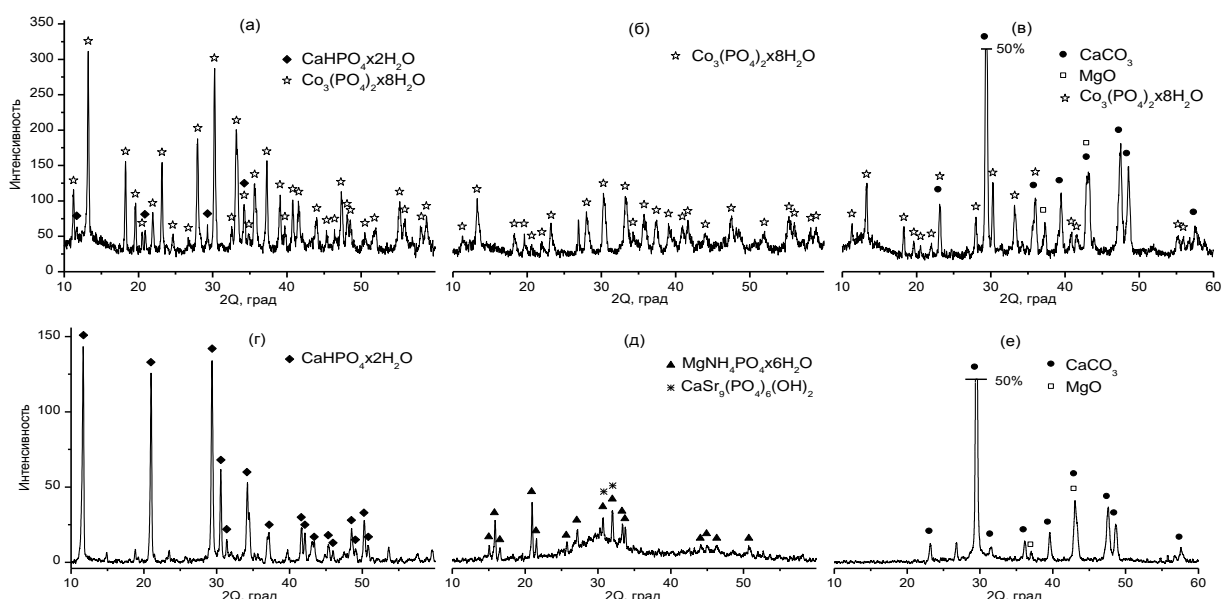 (а)
CaHPO₄x2H₂O
Co₃(PO₄)₂x8H₂O
350
300
250
200
150
100
50
0
Интенсивность
10 20 30 40 50
2Q, град
(б)
Co₃(PO₄)₂x8H₂O
10 20 30 40 50
2Q, град
(в)
50%
CaCO₃
MgO
Co₃(PO₄)₂x8H₂O
10 20 30 40 50 60
2Q, град
(г)
CaHPO₄x2H₂O
150
100
50
0
Интенсивность
10 20 30 40 50
2Q, град
(д)
MgNH₄PO₄x6H₂O
CaSr₉(PO₄)₆(OH)₂
10 20 30 40 50
2Q, град
(е)
50%
CaCO₃
MgO
10 20 30 40 50 60
2Q, град